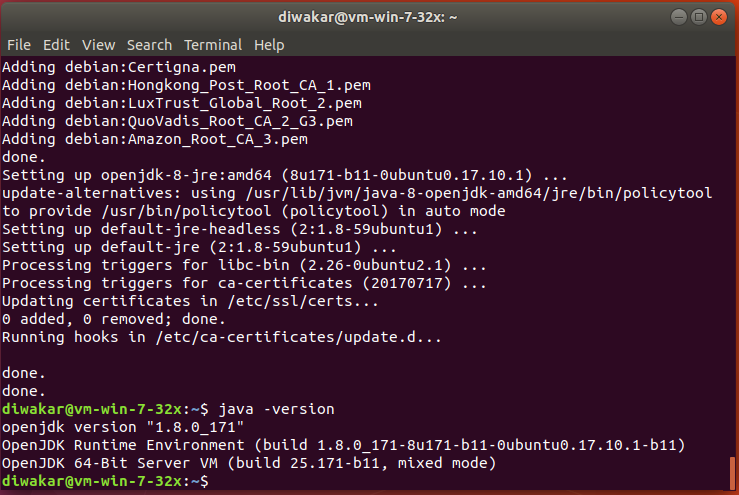 diwakar@vm-win-7-32x: ~
File Edit View Search Terminal Help
Adding debian:Certigna.pem
Adding debian:Hongkong_Post_Root_CA_1.pem
Adding debian:LuxTrust_Global_Root_2.pem
Adding debian:QuoVadis_Root_CA_2_G3.pem
Adding debian:Amazon_Root_CA_3.pem
done.
Setting up openjdk-8-jre:amd64 (8u171-b11-0ubuntu0.17.10.1) ...
update-alternatives: using /usr/lib/jvm/java-8-openjdk-amd64/jre/bin/policytool
to provide /usr/bin/policytool (policytool) in auto mode
Setting up default-jre-headless (2:1.8-59ubuntu1) ...
Setting up default-jre (2:1.8-59ubuntu1) ...
Processing triggers for libc-bin (2.26-0ubuntu2.1) ...
Processing triggers for ca-certificates (20170717) ...
Updating certificates in /etc/ssl/certs...
0 added, 0 removed; done.
Running hooks in /etc/ca-certificates/update.d...
done.
done.
diwakar@vm-win-7-32x:~$ java -version
openjdk version "1.8.0_171"
OpenJDK Runtime Environment (build 1.8.0_171-8u171-b11-0ubuntu0.17.10.1-b11)
OpenJDK 64-Bit Server VM (build 25.171-b11, mixed mode)
diwakar@vm-win-7-32x:~$